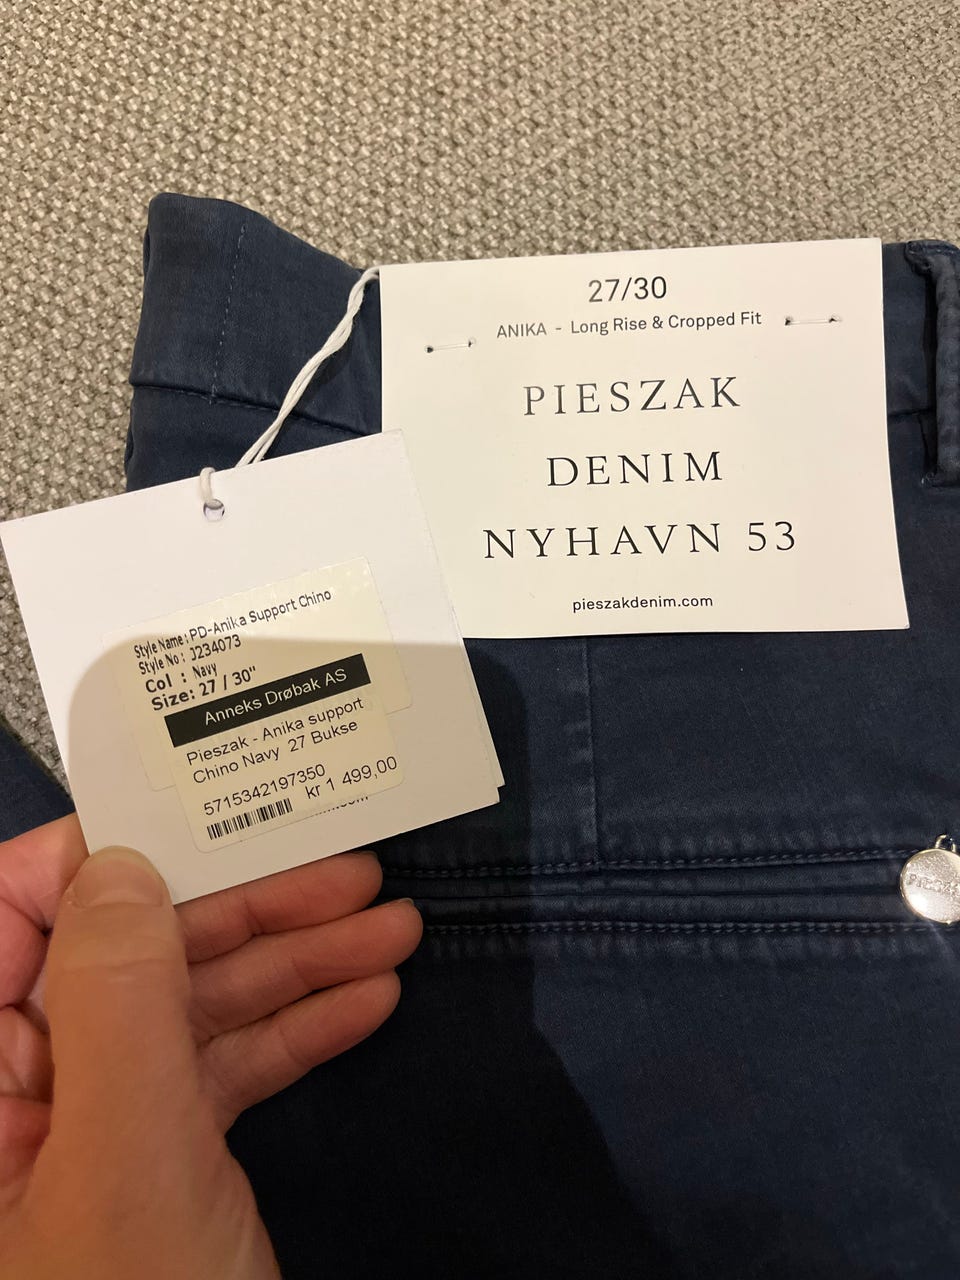 27/30
ANIKA - Long Rise & Cropped Fit
PIESZAK
DENIM
NYHAVN 53
pieszakdenim.com
Style Name: PD-Anika Support Chino
Style No: J234073
Col : Navy
Size: 27 / 30"
Anneks Drøbak AS
Pieszak - Anika support
Chino Navy 27 Bukse
5715342197350
kr 1 499,00